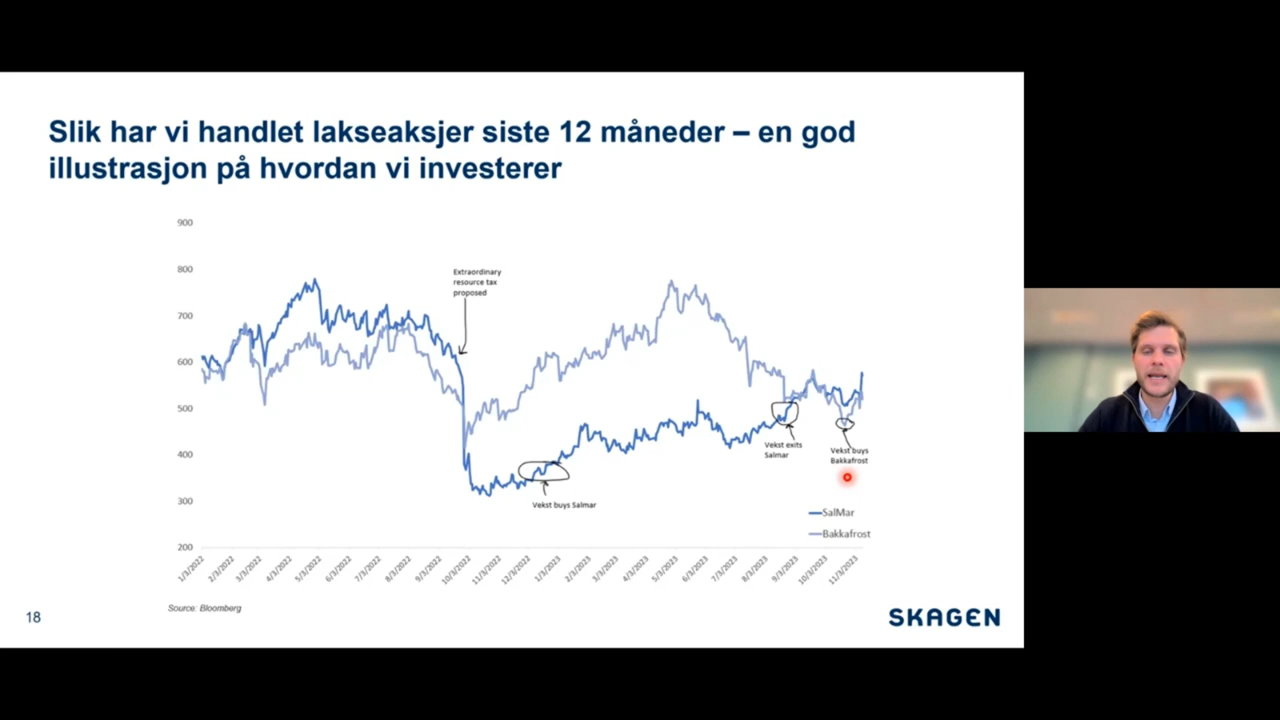 Slik har vi handlet lakseaksjer siste 12 måneder – en god
illustrasjon på hvordan vi investerer
900
800
700
600
500
400
300
200
Extraordinary
resource tax
proposed
Vekst buys Salmar
Vekst exits
Salmar
Vekst buys
Bakkafrost
SalMar
Bakkafrost
1/3/2022
2/3/2022
3/3/2022
4/3/2022
5/3/2022
6/3/2022
7/3/2022
8/3/2022
9/3/2022
10/3/2022
11/3/2022
12/3/2022
1/3/2023
2/3/2023
3/3/2023
4/3/2023
5/3/2023
6/3/2023
7/3/2023
8/3/2023
9/3/2023
10/3/2023
11/3/2023
Source: Bloomberg
18
SKAGEN